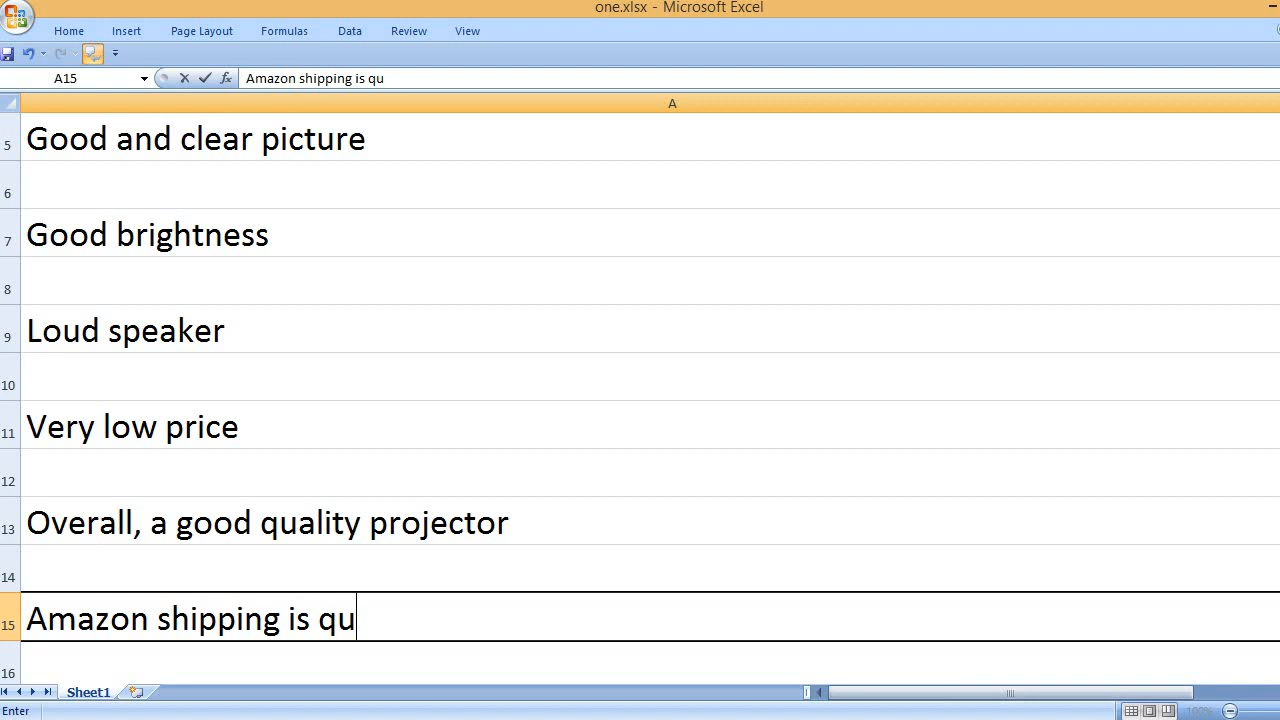 one.xlsx - Microsoft Excel
Home Insert Page Layout Formulas Data Review View
A15 fx Amazon shipping is qu
A
5 Good and clear picture
6
7 Good brightness
8
9 Loud speaker
10
11 Very low price
12
13 Overall, a good quality projector
14
15 Amazon shipping is qu
16
Sheet1
Enter 100%